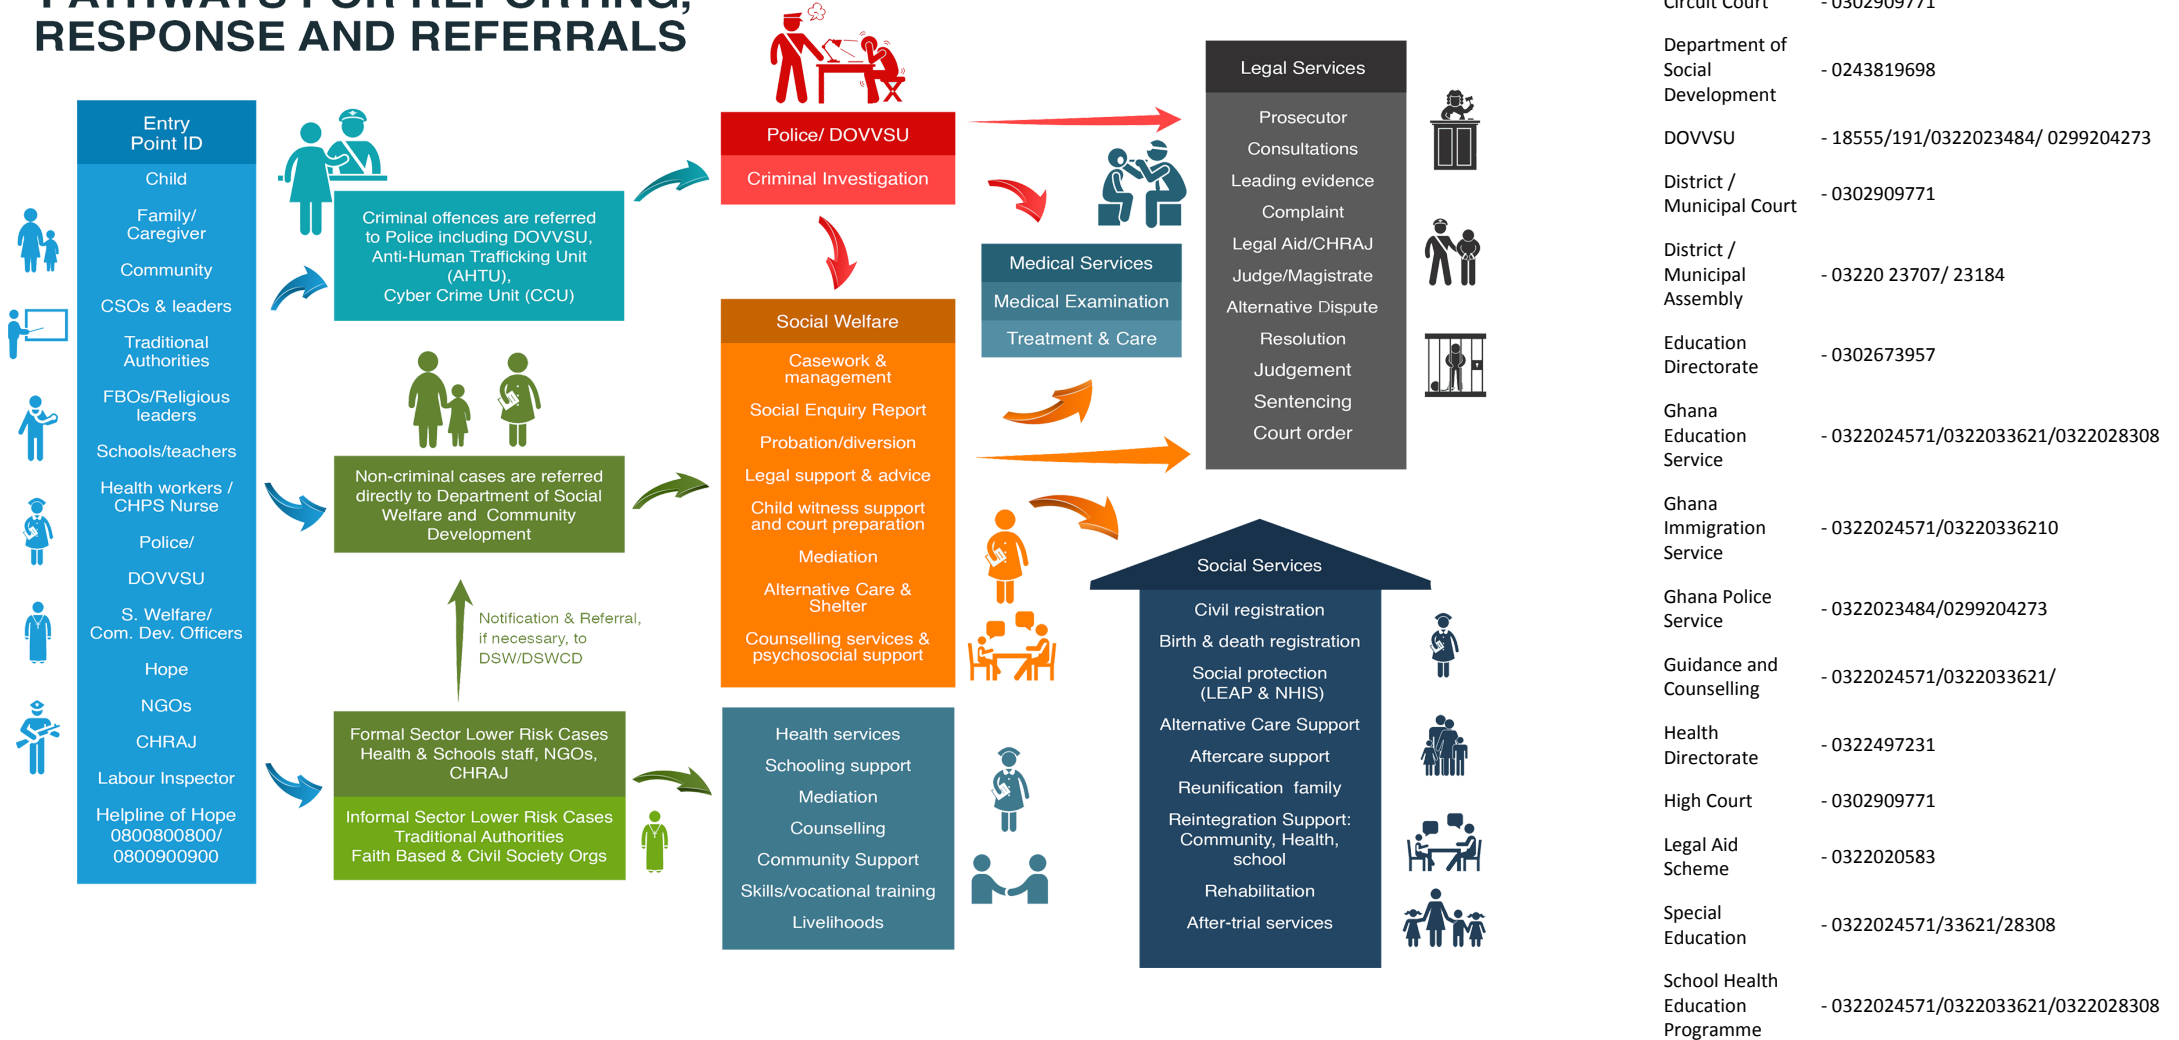 PATHWAYS FOR REPORTING,
RESPONSE AND REFERRALS
Entry
Point ID
Child
Family/
Caregiver
Community
CSOs & leaders
Traditional
Authorities
FBOs/Religious
leaders
Schools/teachers
Health workers /
CHPS Nurse
Police/
DOVVSU
S. Welfare/
Com. Dev. Officers
Hope
NGOs
CHRAJ
Labour Inspector
Helpline of Hope
0800800800/
0800900900
Criminal offences are referred
to Police including DOVVSU,
Anti-Human Trafficking Unit
(AHTU),
Cyber Crime Unit (CCU)
Non-criminal cases are referred
directly to Department of Social
Welfare and Community
Development
Notification & Referral,
if necessary, to
DSW/DSWCD
Formal Sector Lower Risk Cases
Health & Schools staff, NGOs,
CHRAJ
Informal Sector Lower Risk Cases
Traditional Authorities
Faith Based & Civil Society Orgs
Police/ DOVVSU
Criminal Investigation
Social Welfare
Casework &
management
Social Enquiry Report
Probation/diversion
Legal support & advice
Child witness support
and court preparation
Mediation
Alternative Care &
Shelter
Counselling services &
psychosocial support
Health services
Schooling support
Mediation
Counselling
Community Support
Skills/vocational training
Livelihoods
Medical Services
Medical Examination
Treatment & Care
Legal Services
Prosecutor
Consultations
Leading evidence
Complaint
Legal Aid/CHRAJ
Judge/Magistrate
Alternative Dispute
Resolution
Judgement
Sentencing
Court order
Social Services
Civil registration
Birth & death registration
Social protection
(LEAP & NHIS)
Alternative Care Support
Aftercare support
Reunification family
Reintegration Support:
Community, Health,
school
Rehabilitation
After-trial services
Circuit Court - 0302909771
Department of
Social - 0243819698
Development
DOVVSU - 18555/191/0322023484/ 0299204273
District /
Municipal Court - 0302909771
District /
Municipal - 03220 23707/ 23184
Assembly
Education
Directorate - 0302673957
Ghana
Education - 0322024571/0322033621/0322028308
Service
Ghana
Immigration - 0322024571/03220336210
Service
Ghana Police
Service - 0322023484/0299204273
Guidance and
Counselling - 0322024571/0322033621/
Health
Directorate - 0322497231
High Court - 0302909771
Legal Aid
Scheme - 0322020583
Special
Education - 0322024571/33621/28308
School Health
Education - 0322024571/0322033621/0322028308
Programme